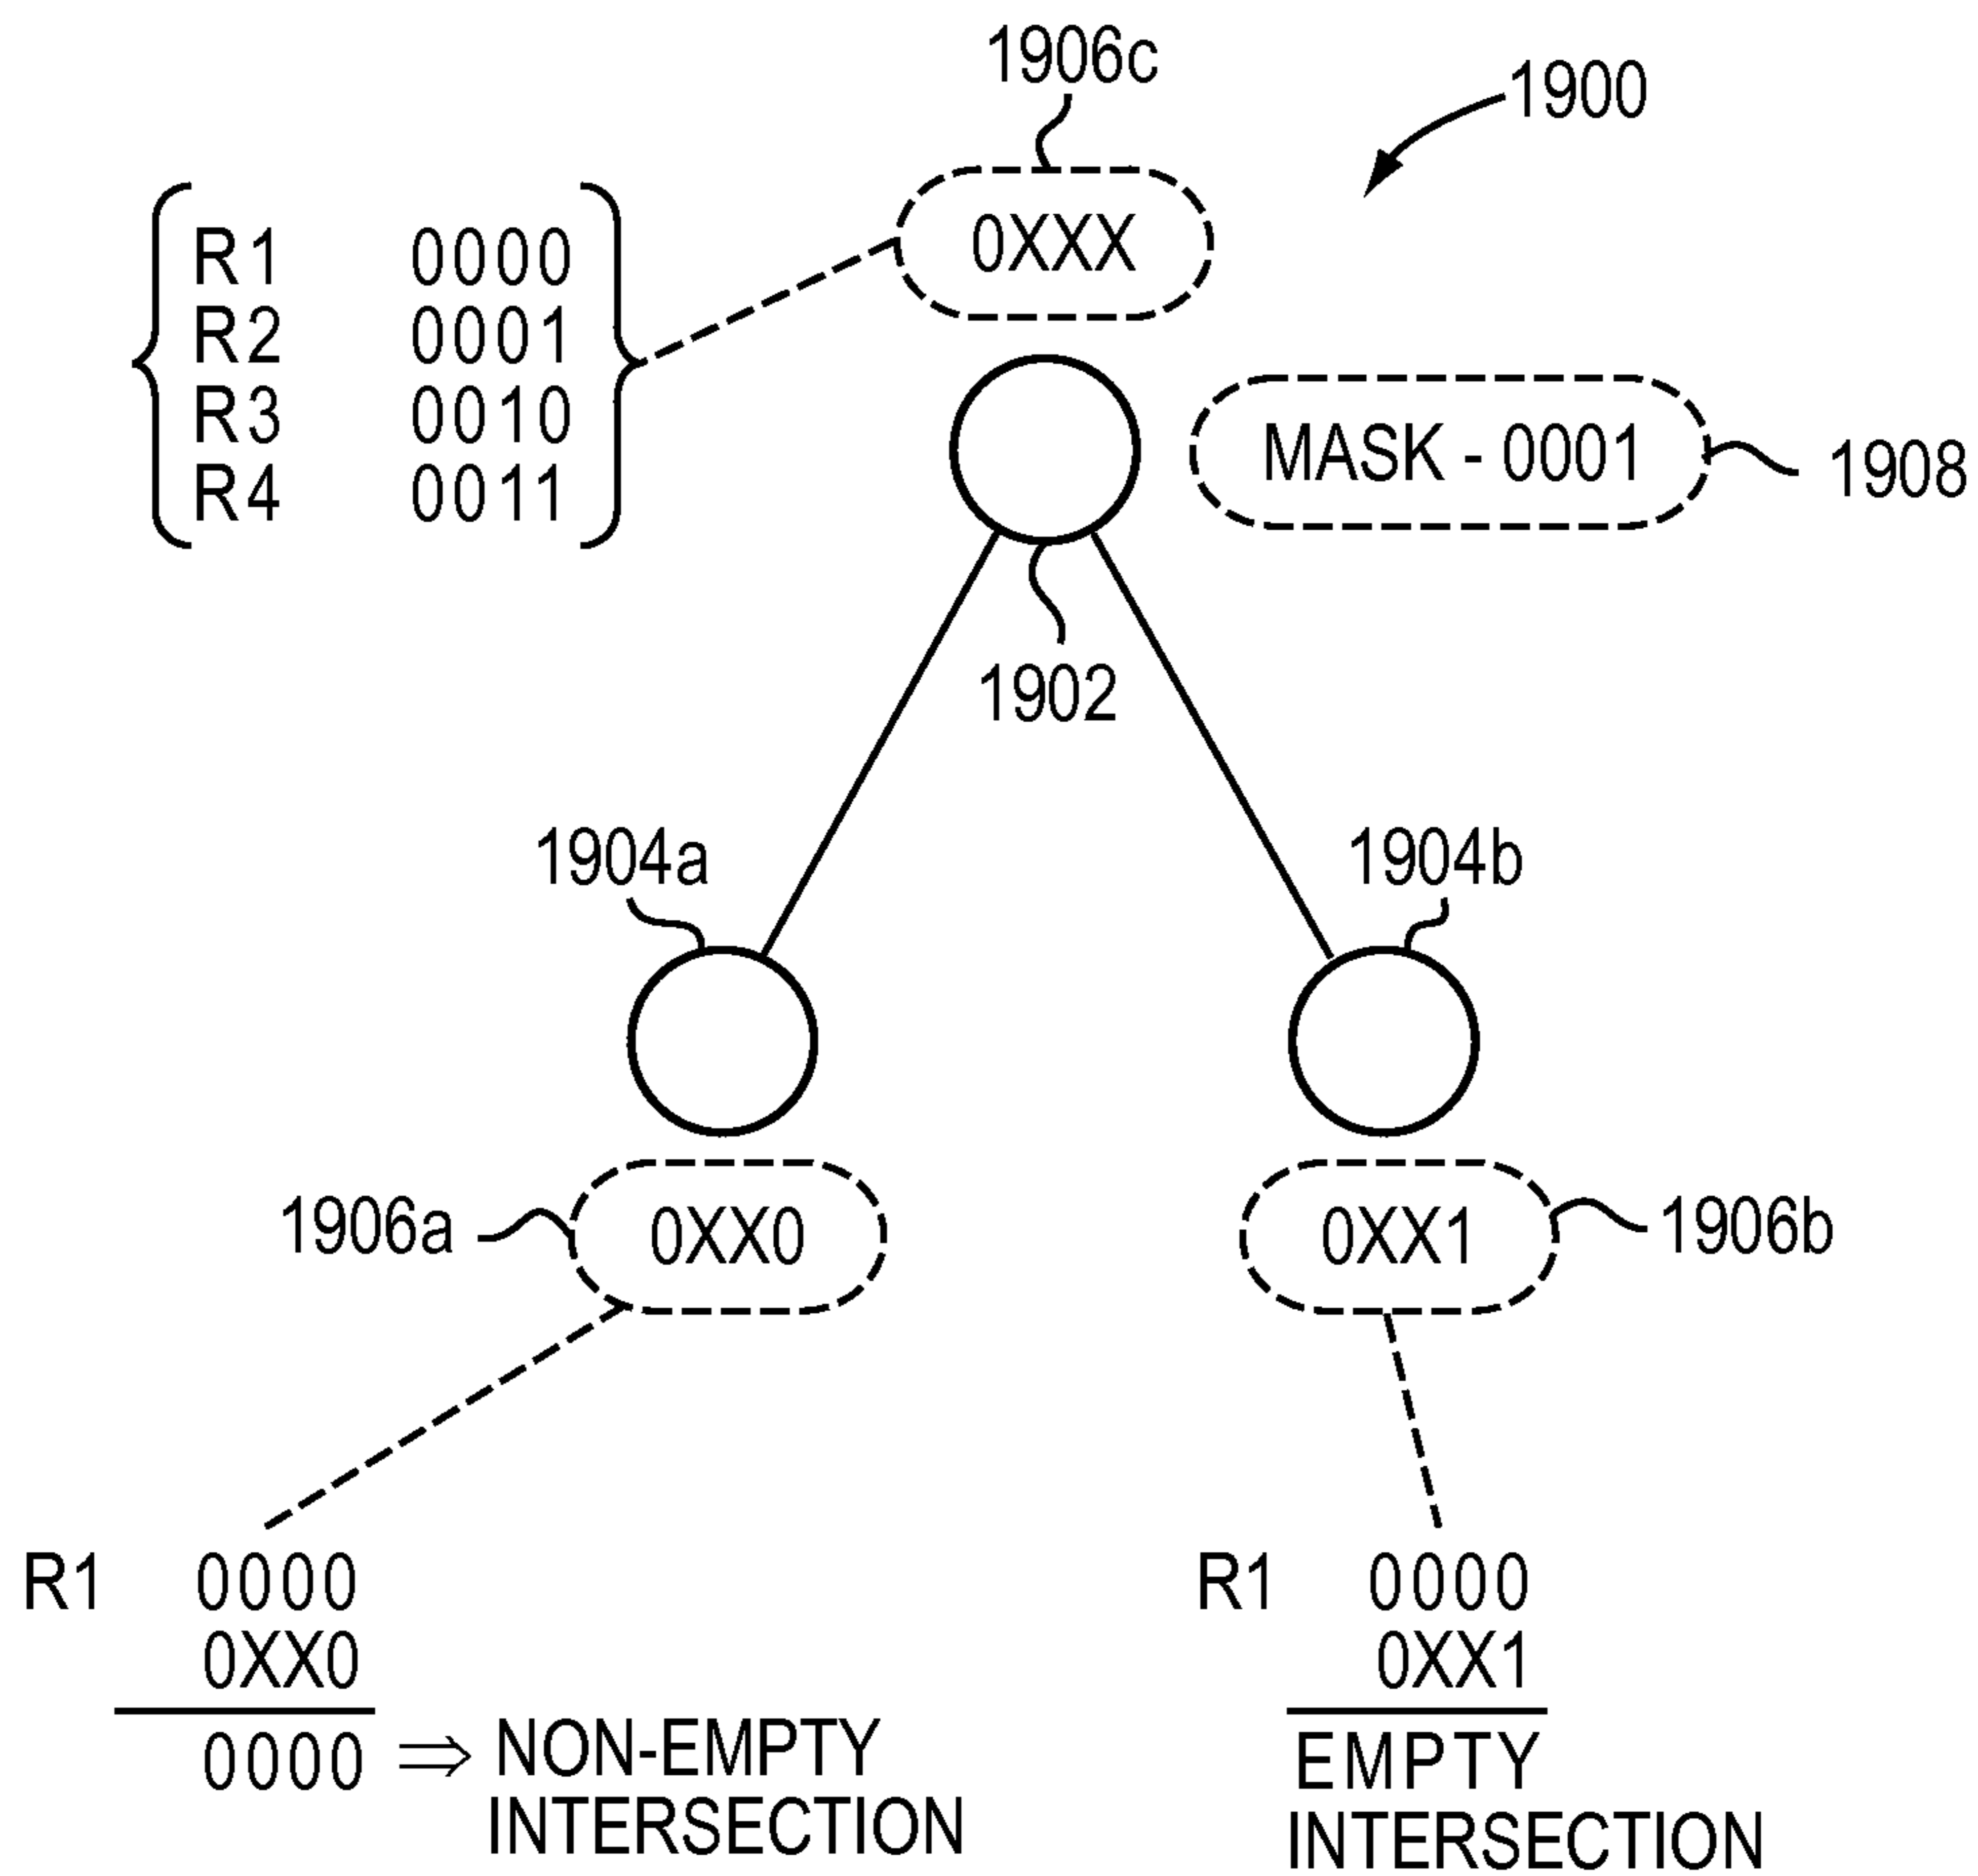 1906c
1900
0XXX
R1 0000
R2 0001
R3 0010
R4 0011
MASK - 0001
1908
1902
1904a
1904b
1906a
0XX0
0XX1
1906b
R1 0000
0XX0
0000 ⇒ NON-EMPTY
INTERSECTION
R1 0000
0XX1
EMPTY
INTERSECTION